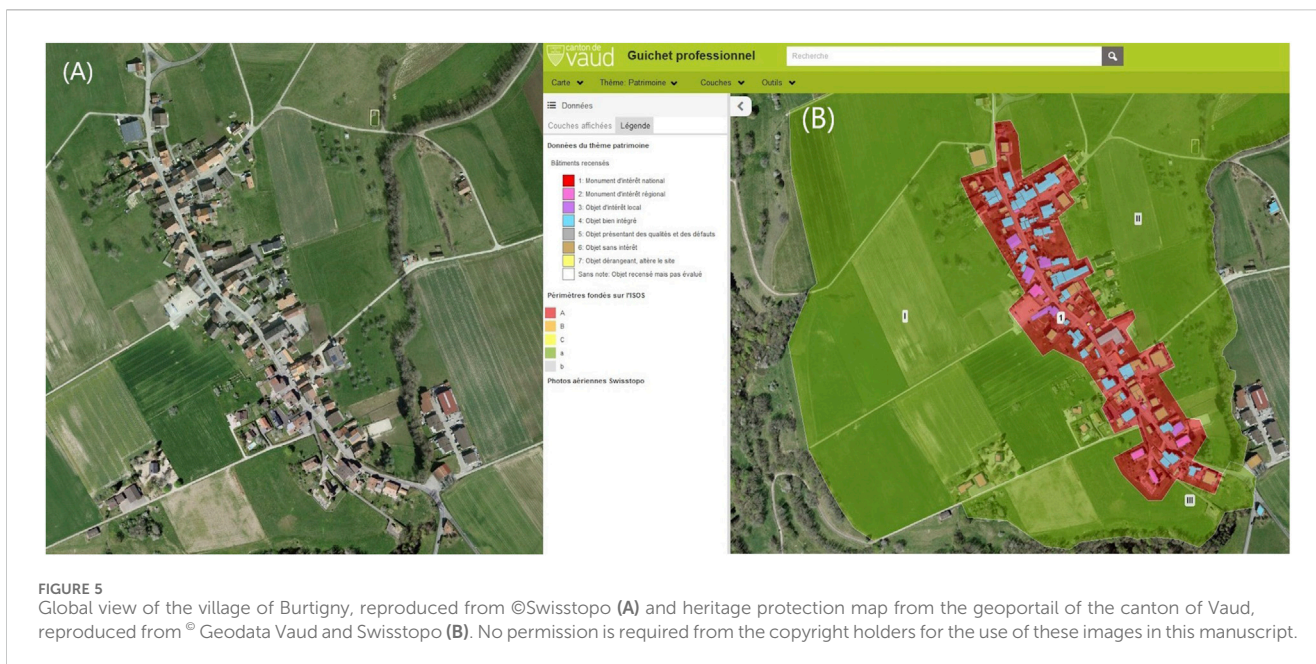 (A)
canton de
vaud
Guichet professionnel
Recherche
Carte
Thème: Patrimoine
Couches
Outils
Données
Couches affichées
Légende
Données du thème patrimoine
Bâtiments recensés
1: Monument d'intérêt national
2: Monument d'intérêt régional
3: Objet d'intérêt local
4: Objet bien intégré
5: Objet présentant des qualités et des défauts
6: Objet sans intérêt
7: Objet dérangeant, altère le site
Sans note: Objet recensé mais pas évalué
Périmètres fondés sur l'ISOS
A
B
C
a
b
Photos aériennes Swisstopo
(B)
II
I
1
III
FIGURE 5
Global view of the village of Burtigny, reproduced from ©Swisstopo (A) and heritage protection map from the geoportail of the canton of Vaud,
reproduced from © Geodata Vaud and Swisstopo (B). No permission is required from the copyright holders for the use of these images in this manuscript.